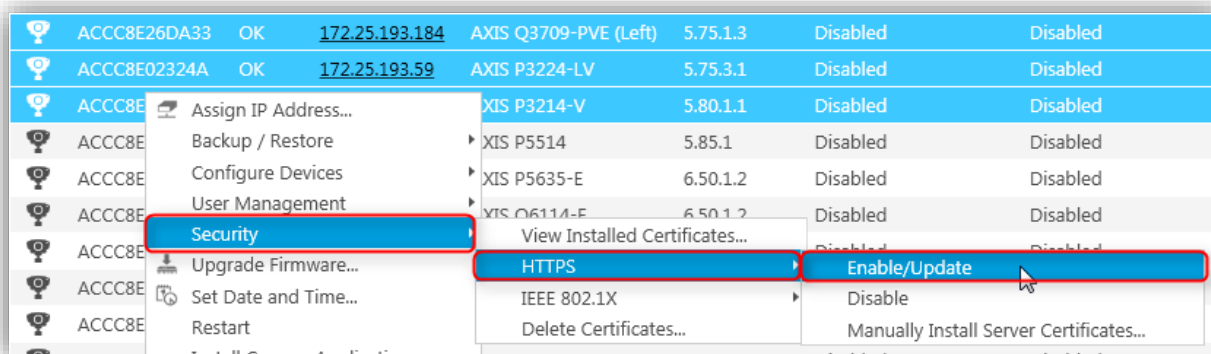 ACCC8E26DA33 OK 172.25.193.184 AXIS Q3709-PVE (Left) 5.75.1.3 Disabled Disabled
ACCC8E02324A OK 172.25.193.59 AXIS P3224-LV 5.75.3.1 Disabled Disabled
ACCC8E XIS P3214-V 5.80.1.1 Disabled Disabled
ACCC8E XIS P5514 5.85.1 Disabled Disabled
ACCC8E XIS P5635-E 6.50.1.2 Disabled Disabled
ACCC8E XIS Q6114-E 6.50.1.2 Disabled Disabled
ACCC8E Disabled Disabled
ACCC8E
ACCC8E
Assign IP Address...
Backup / Restore
Configure Devices
User Management
Security
Upgrade Firmware...
Set Date and Time...
Restart
View Installed Certificates...
HTTPS
IEEE 802.1X
Delete Certificates...
Enable/Update
Disable
Manually Install Server Certificates...